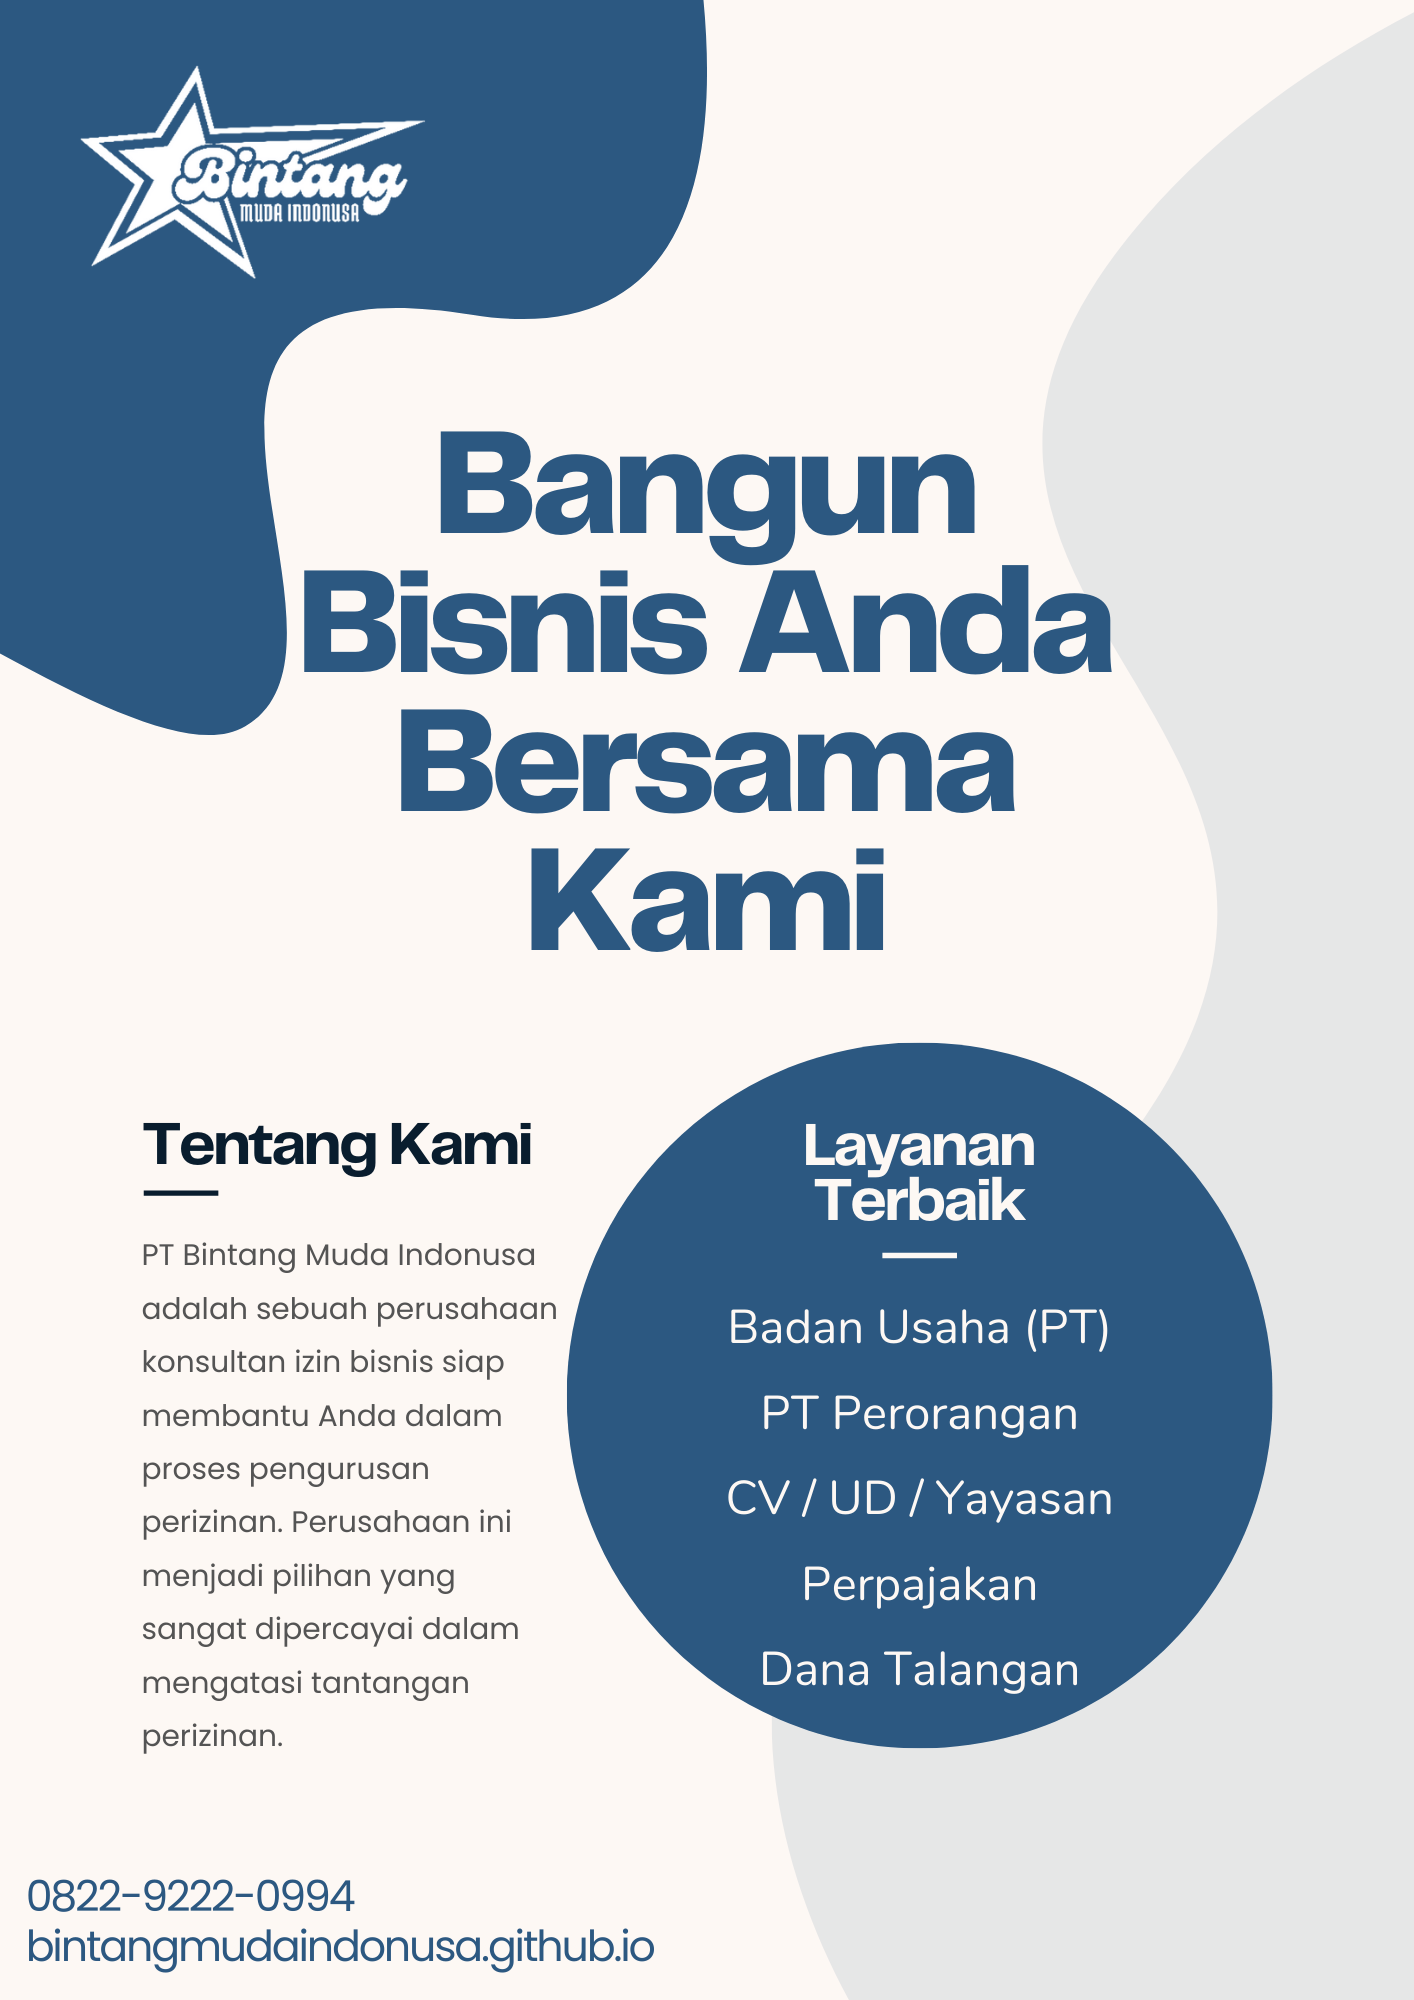 Bintang
MUDA INDONUSA
Bangun
Bisnis Anda
Bersama
Kami
Tentang Kami
PT Bintang Muda Indonusa
adalah sebuah perusahaan
konsultan izin bisnis siap
membantu Anda dalam
proses pengurusan
perizinan. Perusahaan ini
menjadi pilihan yang
sangat dipercayai dalam
mengatasi tantangan
perizinan.
Layanan
Terbaik
Badan Usaha (PT)
PT Perorangan
CV / UD / Yayasan
Perpajakan
Dana Talangan
0822-9222-0994
bintangmudaindonusa.github.io